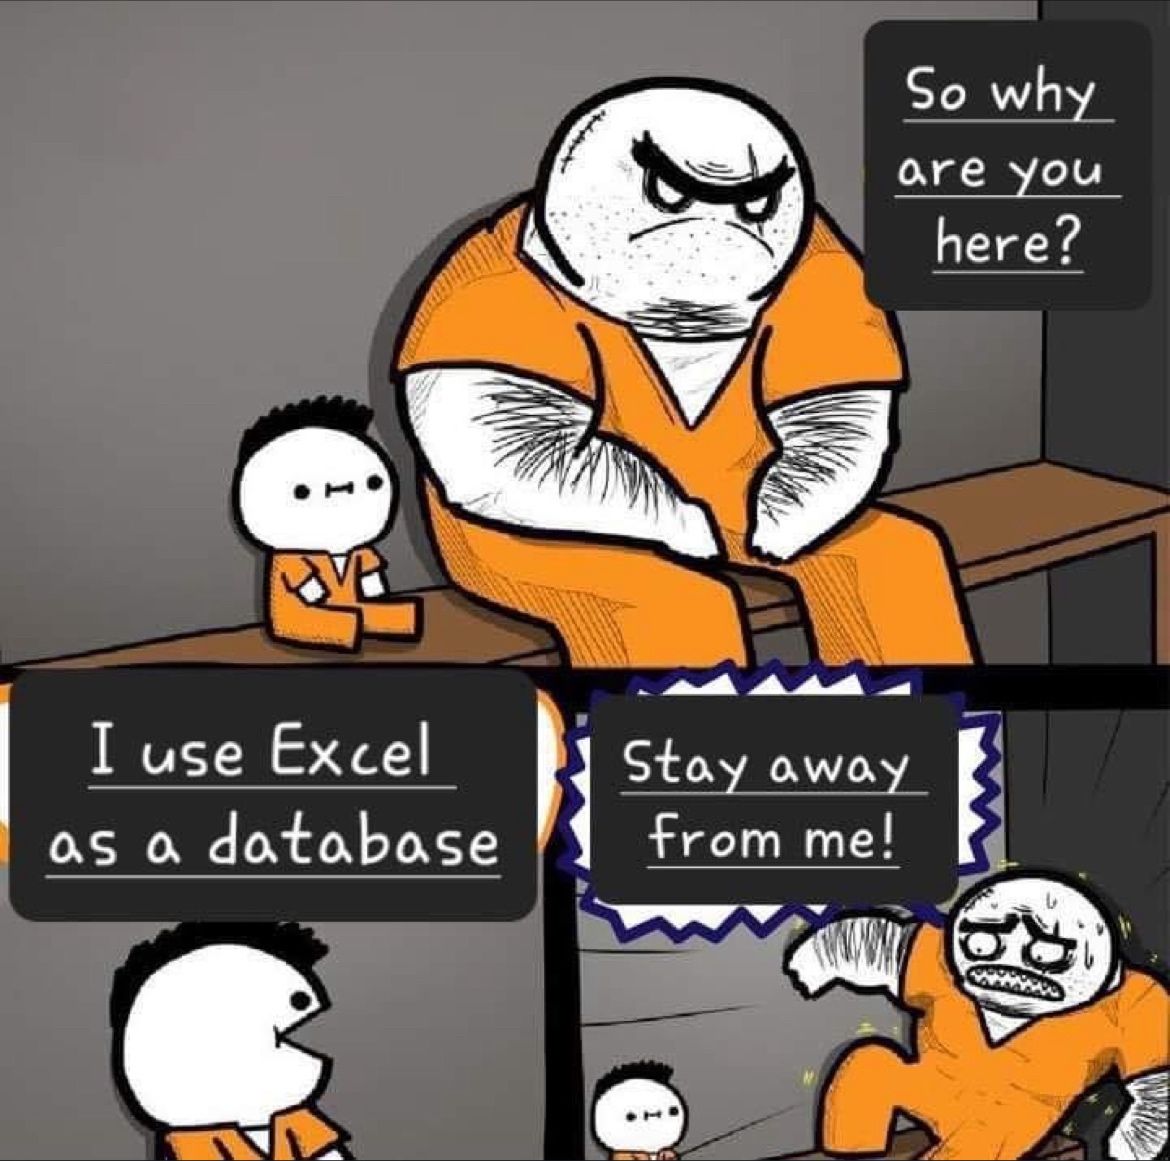 So why
are you
here?
I use Excel
as a database
Stay away
from me!